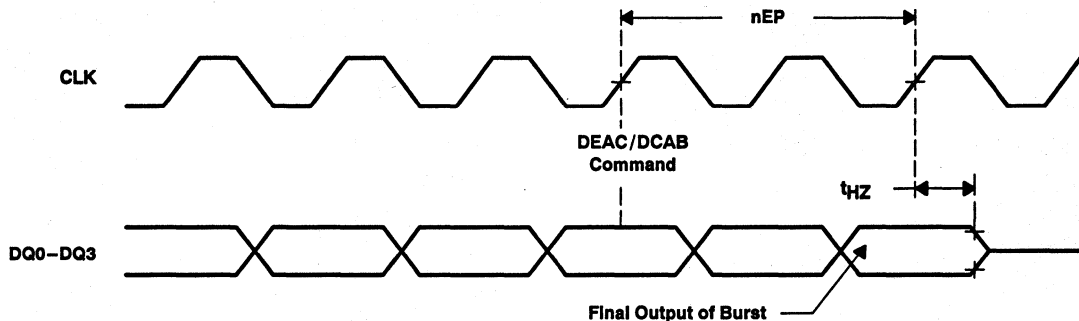 nEP
CLK
DEAC/DCAB
Command
tHZ
DQ0–DQ3
Final Output of Burst